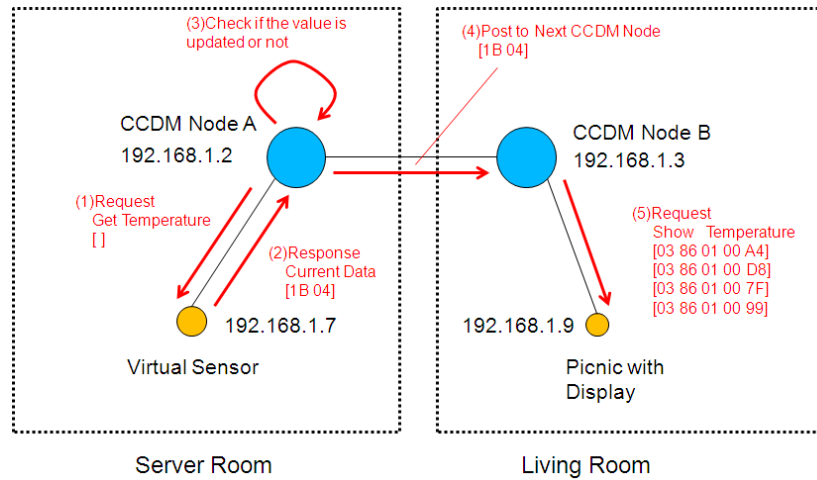 (3)Check if the value is
updated or not
(4)Post to Next CCDM Node
[1B 04]
CCDM Node A
192.168.1.2
CCDM Node B
192.168.1.3
(1)Request
Get Temperature
[ ]
(2)Response
Current Data
[1B 04]
(5)Request
Show Temperature
[03 86 01 00 A4]
[03 86 01 00 D8]
[03 86 01 00 7F]
[03 86 01 00 99]
192.168.1.7
192.168.1.9
Virtual Sensor
Picnic with
Display
Server Room
Living Room